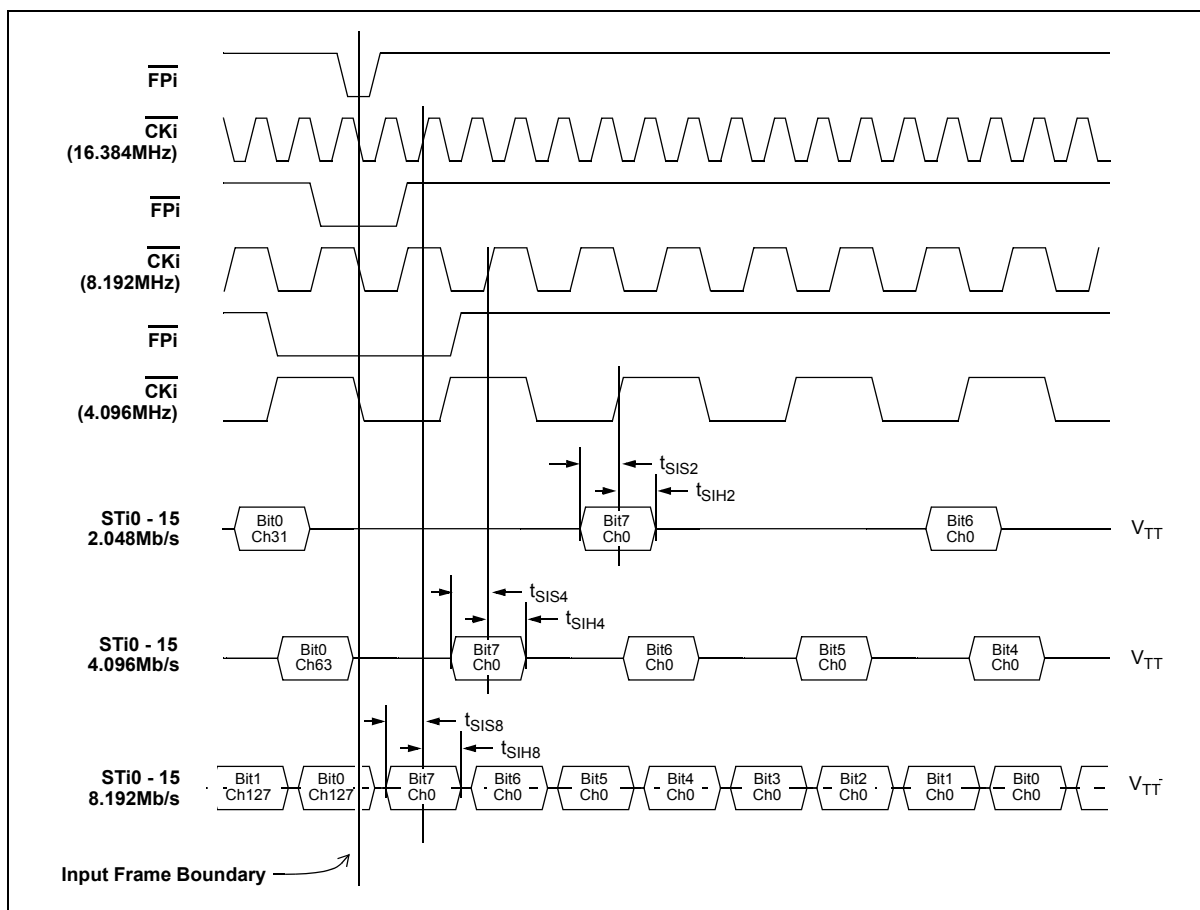 FPi
CKi
(16.384MHz)
FPi
CKi
(8.192MHz)
FPi
CKi
(4.096MHz)
tSIS2
tSIH2
STi0 - 15
2.048Mb/s
Bit0
Ch31
Bit7
Ch0
Bit6
Ch0
VTT
tSIS4
tSIH4
STi0 - 15
4.096Mb/s
Bit0
Ch63
Bit7
Ch0
Bit6
Ch0
Bit5
Ch0
Bit4
Ch0
VTT
tSIS8
tSIH8
STi0 - 15
8.192Mb/s
Bit1
Ch127
Bit0
Ch127
Bit7
Ch0
Bit6
Ch0
Bit5
Ch0
Bit4
Ch0
Bit3
Ch0
Bit2
Ch0
Bit1
Ch0
Bit0
Ch0
VTT
Input Frame Boundary